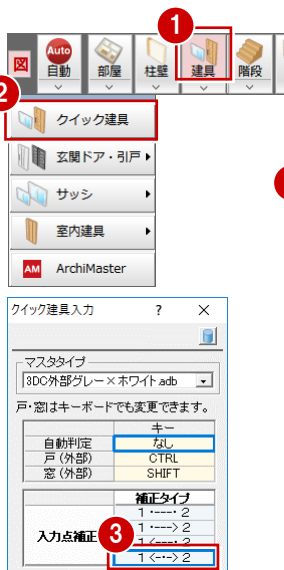 1
図
Auto
自動
部屋
柱壁
建具
階段
2
クイック建具
玄関ドア・引戸
サッシ
室内建具
AM ArchiMaster
クイック建具入力 ? ×
マスタタイプ
3DC外部グレー×ホワイト.adb
戸・窓はキーボードでも変更できます。
キー
自動判定 なし
戸(外部) CTRL
窓(外部) SHIFT
補正タイプ
1 ・---・ 2
入力点補正
1 ・---> 2
3
1 <---・ 2
1 <-・-> 2